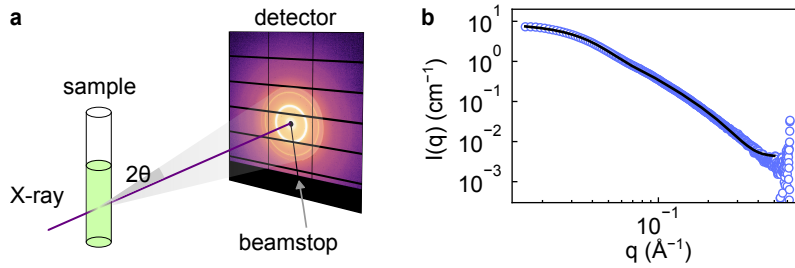 a
detector
sample
2θ
X-ray
beamstop
b
10¹
10⁰
10⁻¹
10⁻²
10⁻³
I(q) (cm⁻¹)
10⁻¹
q (Å⁻¹)